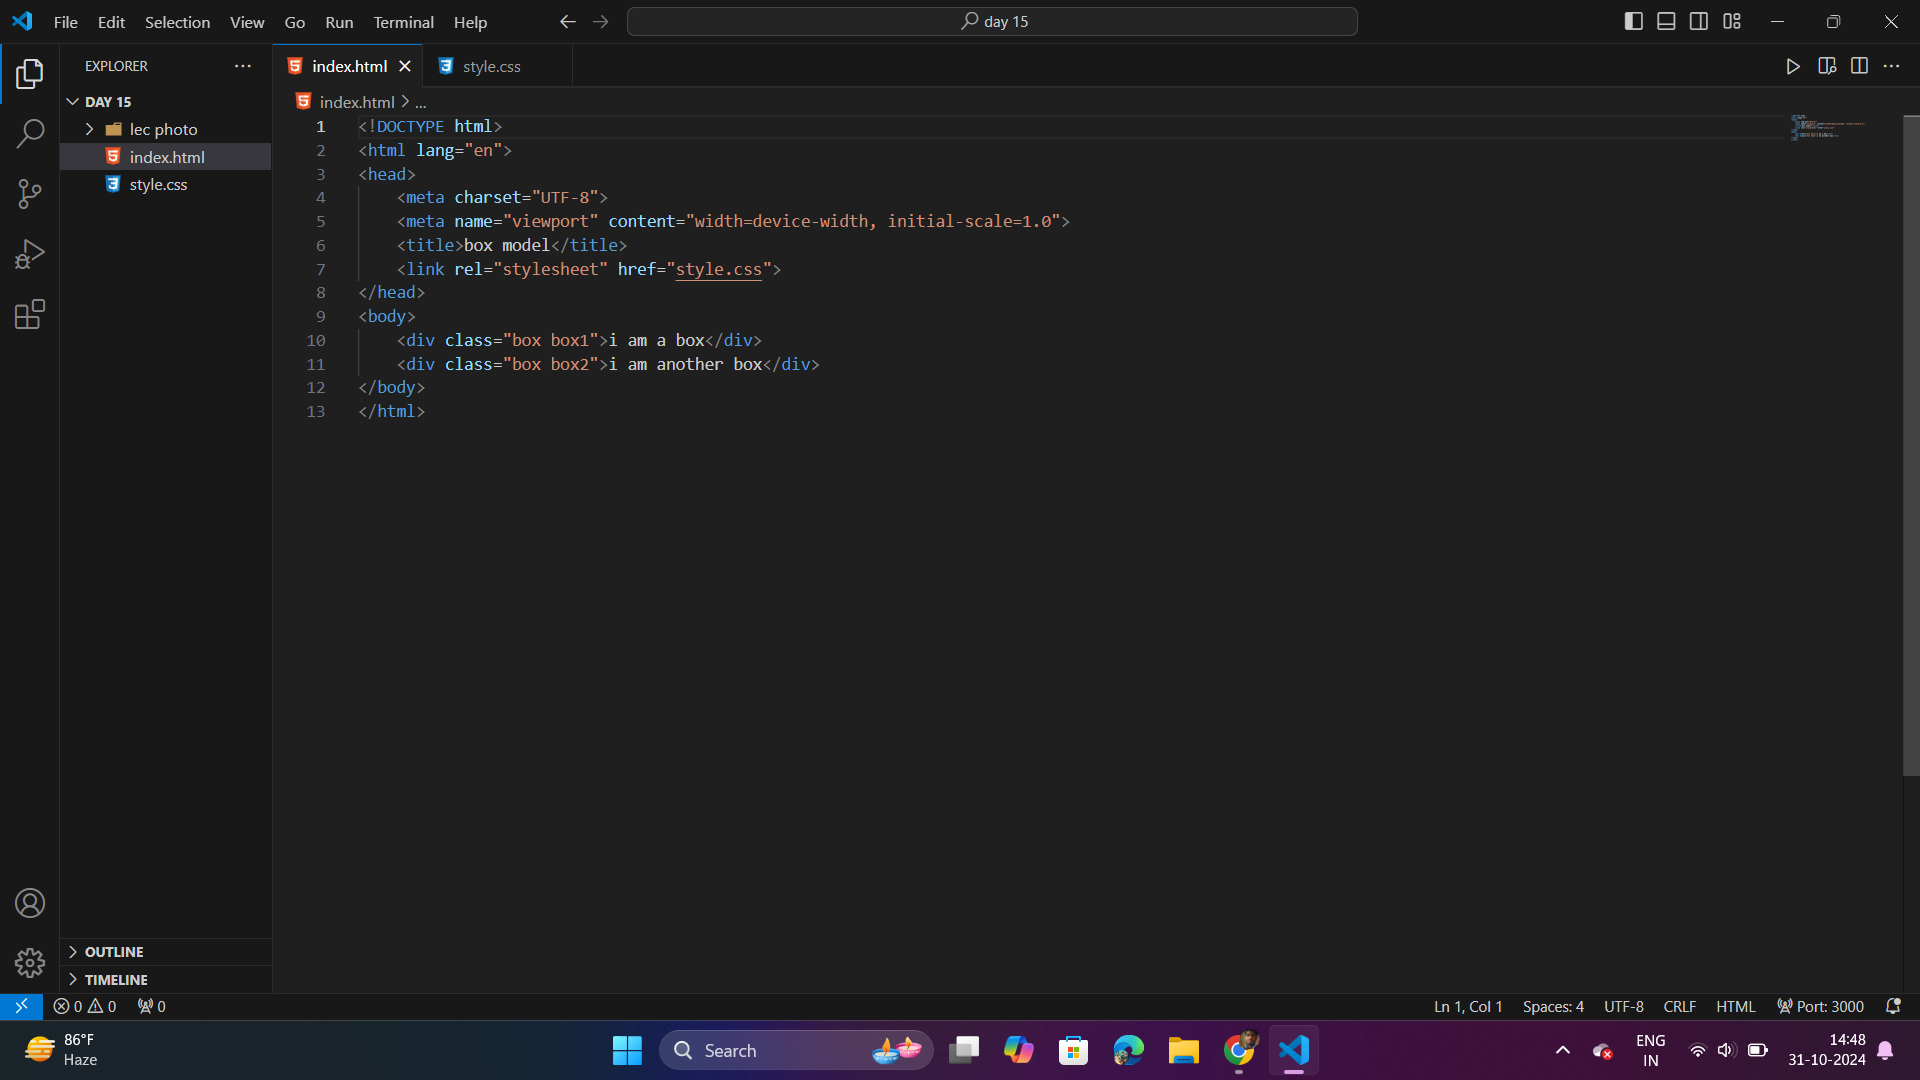 File Edit Selection View Go Run Terminal Help day 15
EXPLORER
index.html style.css
DAY 15
index.html > ...
lec photo
index.html
style.css
1 <!DOCTYPE html>
2 <html lang="en">
3 <head>
4     <meta charset="UTF-8">
5     <meta name="viewport" content="width=device-width, initial-scale=1.0">
6     <title>box model</title>
7     <link rel="stylesheet" href="style.css">
8 </head>
9 <body>
10     <div class="box box1">i am a box</div>
11     <div class="box box2">i am another box</div>
12 </body>
13 </html>
OUTLINE
TIMELINE
0 0 0 Ln 1, Col 1 Spaces: 4 UTF-8 CRLF HTML Port: 3000
86°F
Haze
Search
ENG
IN
14:48
31-10-2024